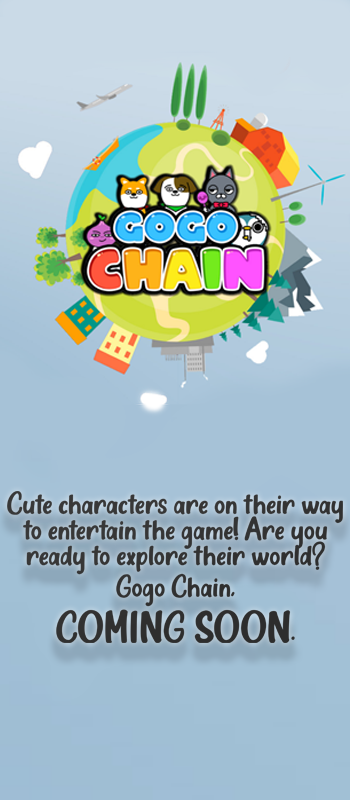 GOGO
CHAIN
Cute characters are on their way
to entertain the game! Are you
ready to explore their world?
Gogo Chain.
COMING SOON.